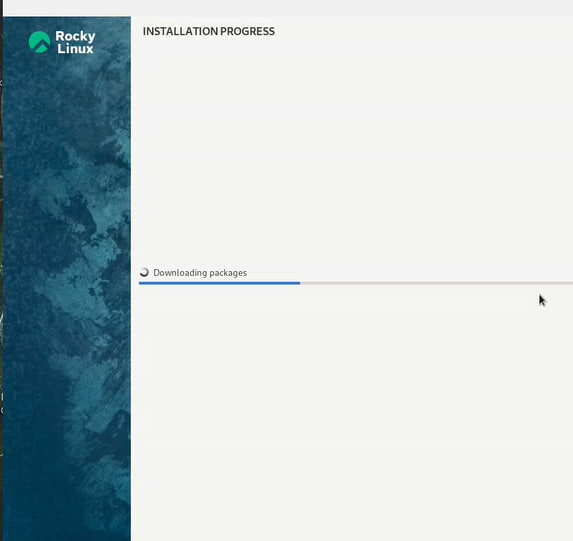 Rocky
Linux
INSTALLATION PROGRESS
Downloading packages